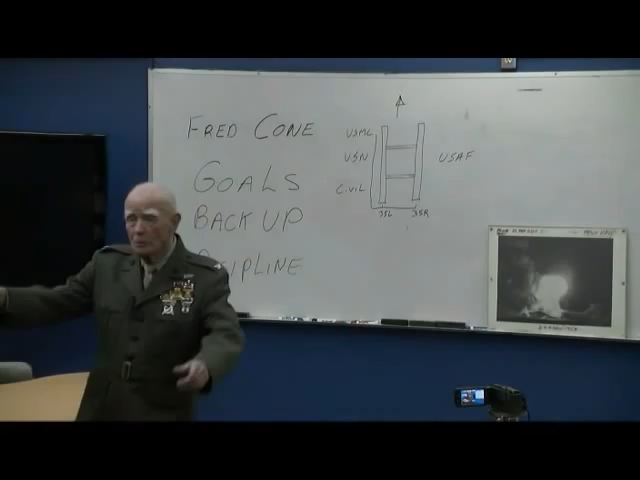 FRED CONE
GOALS
BACK UP
USMC
USN
CIVIL
USAF
35L
35R